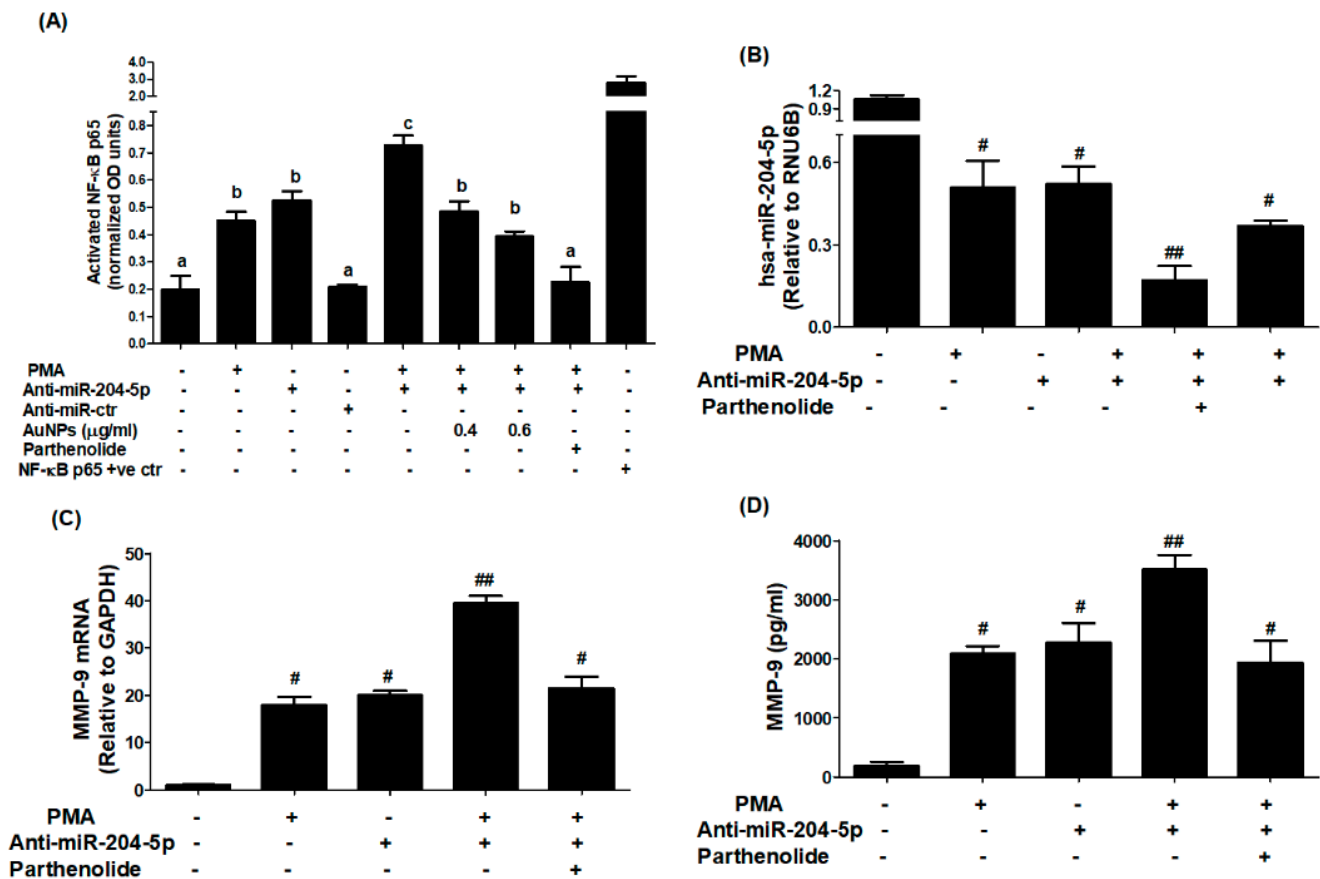 (A)
Activated NF-κB p65
(normalized OD units)
4.0
3.0
2.0
0.8
0.7
0.6
0.5
0.4
0.3
0.2
0.1
0.0
a b b a c b b a
PMA - + - - + + + + -
Anti-miR-204-5p - - + - + + + + -
Anti-miR-ctr - - - + - - - - -
AuNPs (μg/ml) - - - - - 0.4 0.6 - -
Parthenolide - - - - - - - + -
NF-κB p65 +ve ctr - - - - - - - - +
(B)
hsa-miR-204-5p
(Relative to RNU6B)
1.2
0.9
0.6
0.3
0.0
# # ## #
PMA - + - + + +
Anti-miR-204-5p - - + + + +
Parthenolide - - - - +
(C)
MMP-9 mRNA
(Relative to GAPDH)
50
40
30
20
10
0
# # ## #
PMA - + - + +
Anti-miR-204-5p - - + + +
Parthenolide - - - - +
(D)
MMP-9 (pg/ml)
4000
3000
2000
1000
0
# # ## #
PMA - + - + +
Anti-miR-204-5p - - + + +
Parthenolide - - - - +